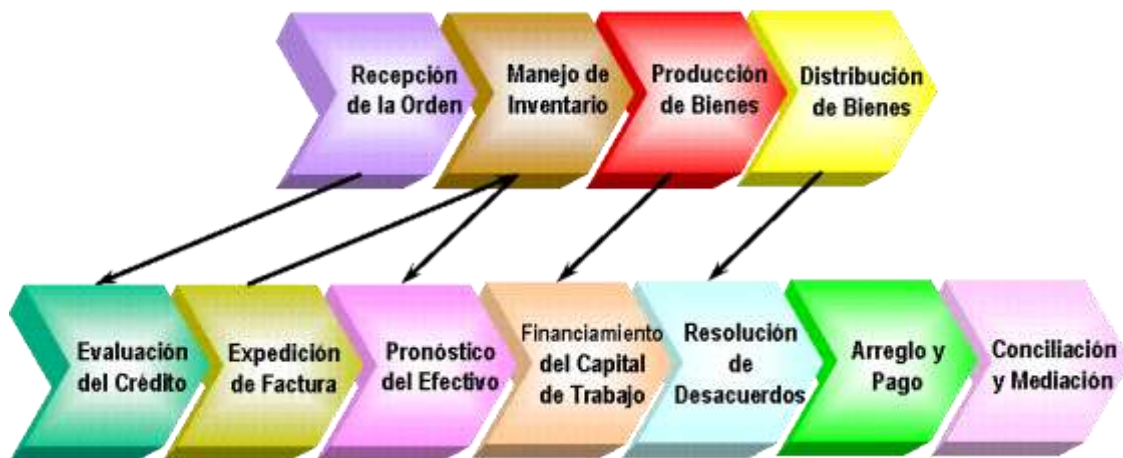 Recepción
de la Orden
Manejo de
Inventario
Producción
de Bienes
Distribución
de Bienes
Evaluación
del Crédito
Expedición
de Factura
Pronóstico
del Efectivo
Financiamiento
del Capital
de Trabajo
Resolución
de
Desacuerdos
Arreglo y
Pago
Conciliación
y Mediación